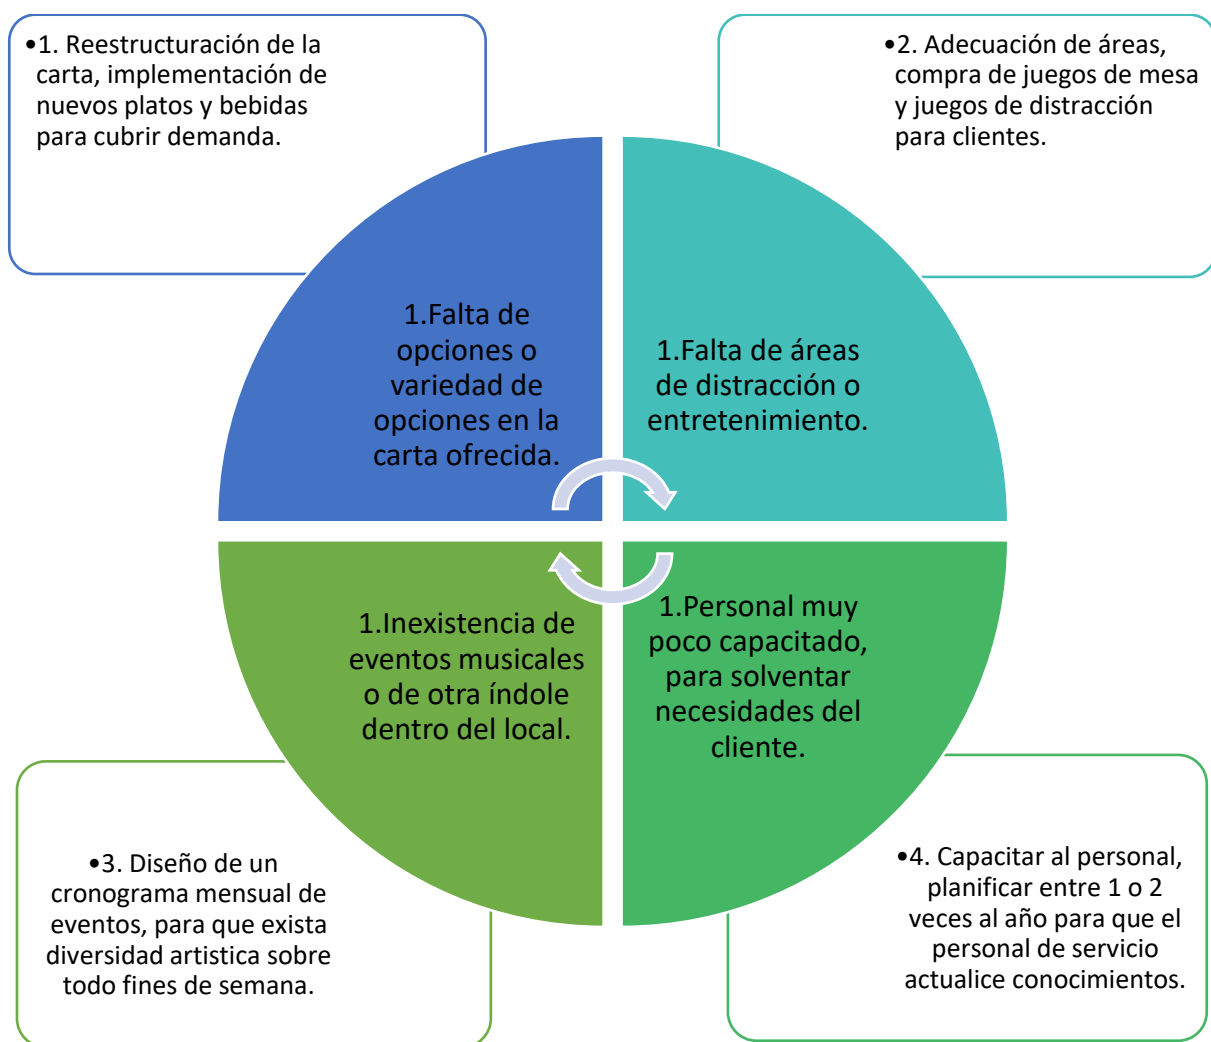 •1. Reestructuración de la
carta, implementación de
nuevos platos y bebidas
para cubrir demanda.
•2. Adecuación de áreas,
compra de juegos de mesa
y juegos de distracción
para clientes.
1.Falta de
opciones o
variedad de
opciones en la
carta ofrecida.
1.Falta de áreas
de distracción o
entretenimiento.
1.Inexistencia de
eventos musicales
o de otra índole
dentro del local.
1.Personal muy
poco capacitado,
para solventar
necesidades del
cliente.
•3. Diseño de un
cronograma mensual de
eventos, para que exista
diversidad artistica sobre
todo fines de semana.
•4. Capacitar al personal,
planificar entre 1 o 2
veces al año para que el
personal de servicio
actualice conocimientos.